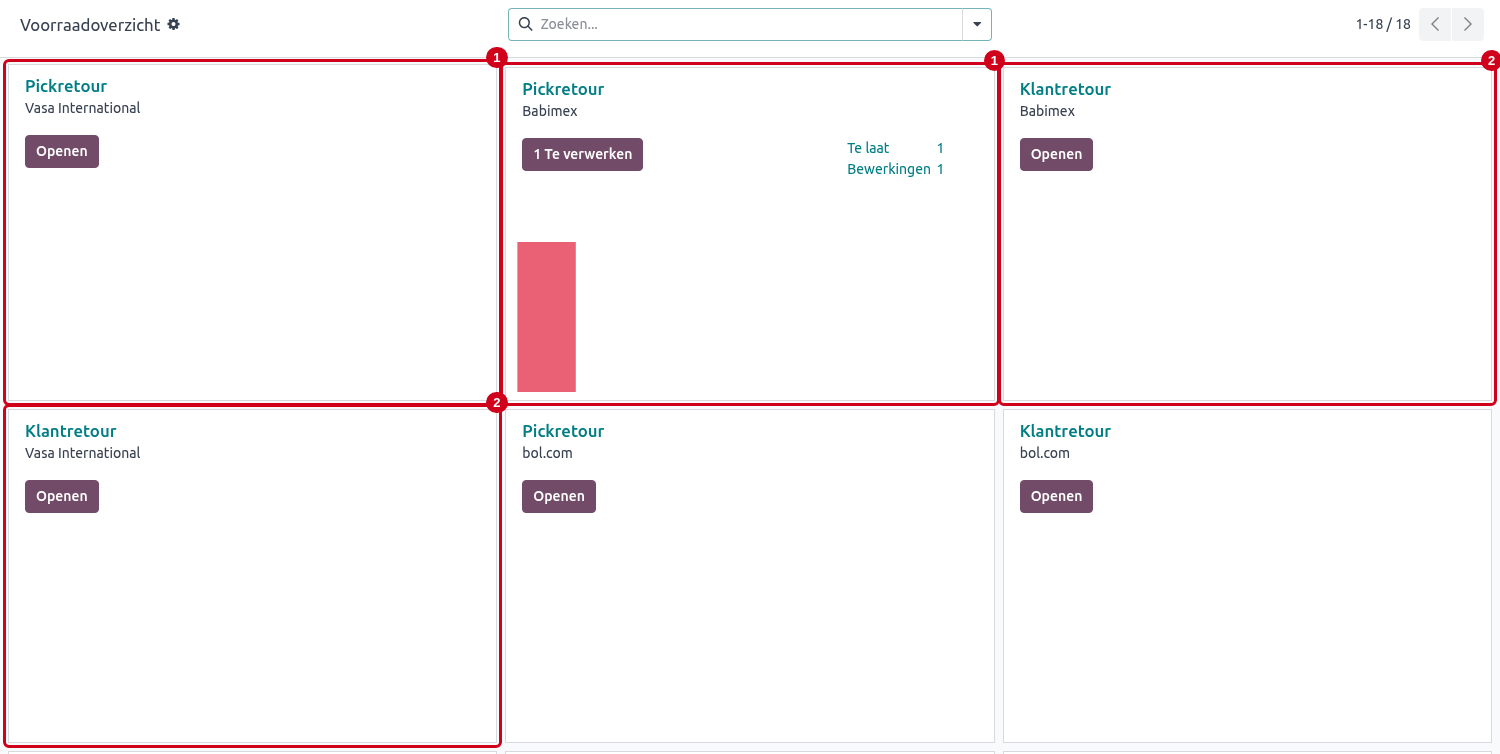 Voorraadoverzicht
Zoeken...
1-18 / 18
1
Pickretour
Vasa International
Openen
1
Pickretour
Babimex
1 Te verwerken
Te laat 1
Bewerkingen 1
2
Klantretour
Babimex
Openen
2
Klantretour
Vasa International
Openen
Pickretour
bol.com
Openen
Klantretour
bol.com
Openen